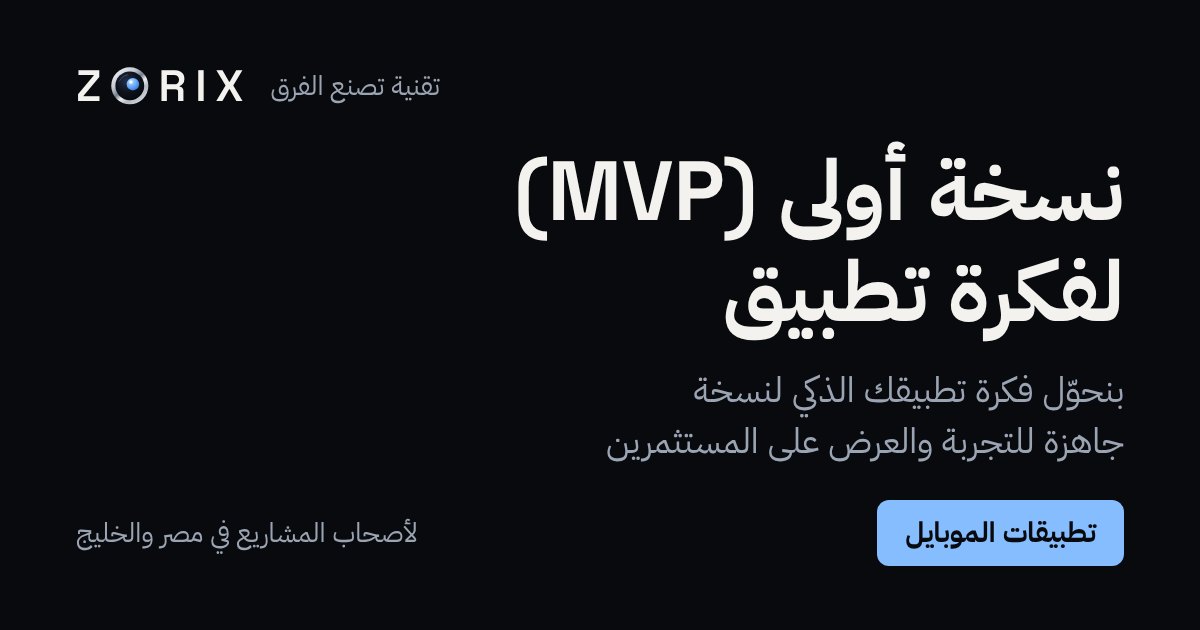 ZORIX تقنية تصنع الفرق
نسخة أولى (MVP)
لفكرة تطبيق
بنحوّل فكرة تطبيقك الذكي لنسخة
جاهزة للتجربة والعرض على المستثمرين
تطبيقات الموبايل
لأصحاب المشاريع في مصر والخليج